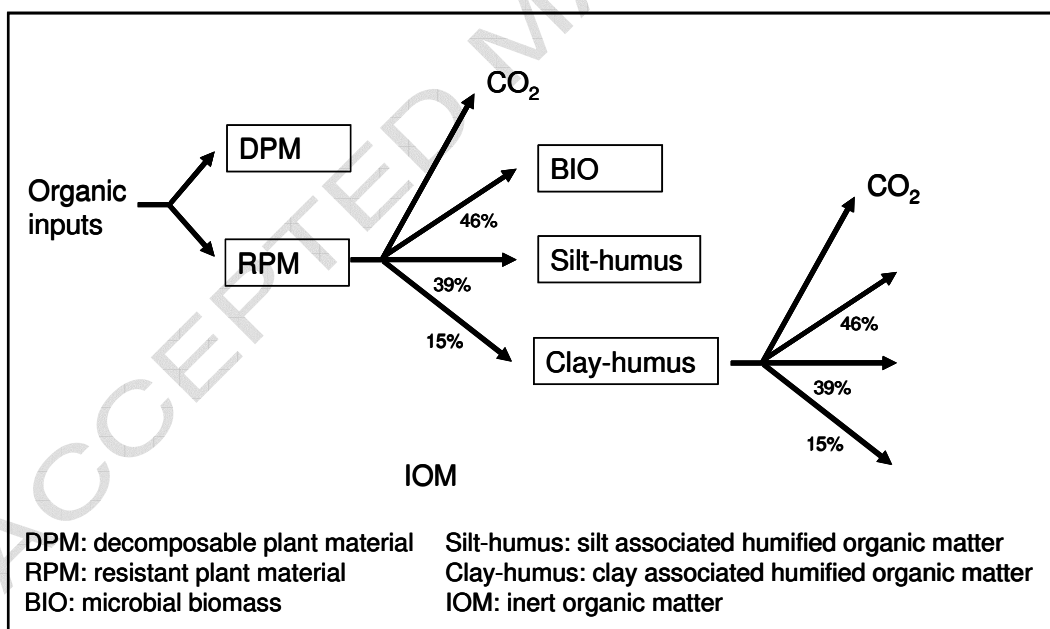 ACCEPTED MA
CO2
DPM
BIO
Organic
inputs
CO2
46%
RPM
Silt-humus
39%
15%
46%
Clay-humus
39%
15%
IOM
DPM: decomposable plant material
RPM: resistant plant material
BIO: microbial biomass
Silt-humus: silt associated humified organic matter
Clay-humus: clay associated humified organic matter
IOM: inert organic matter